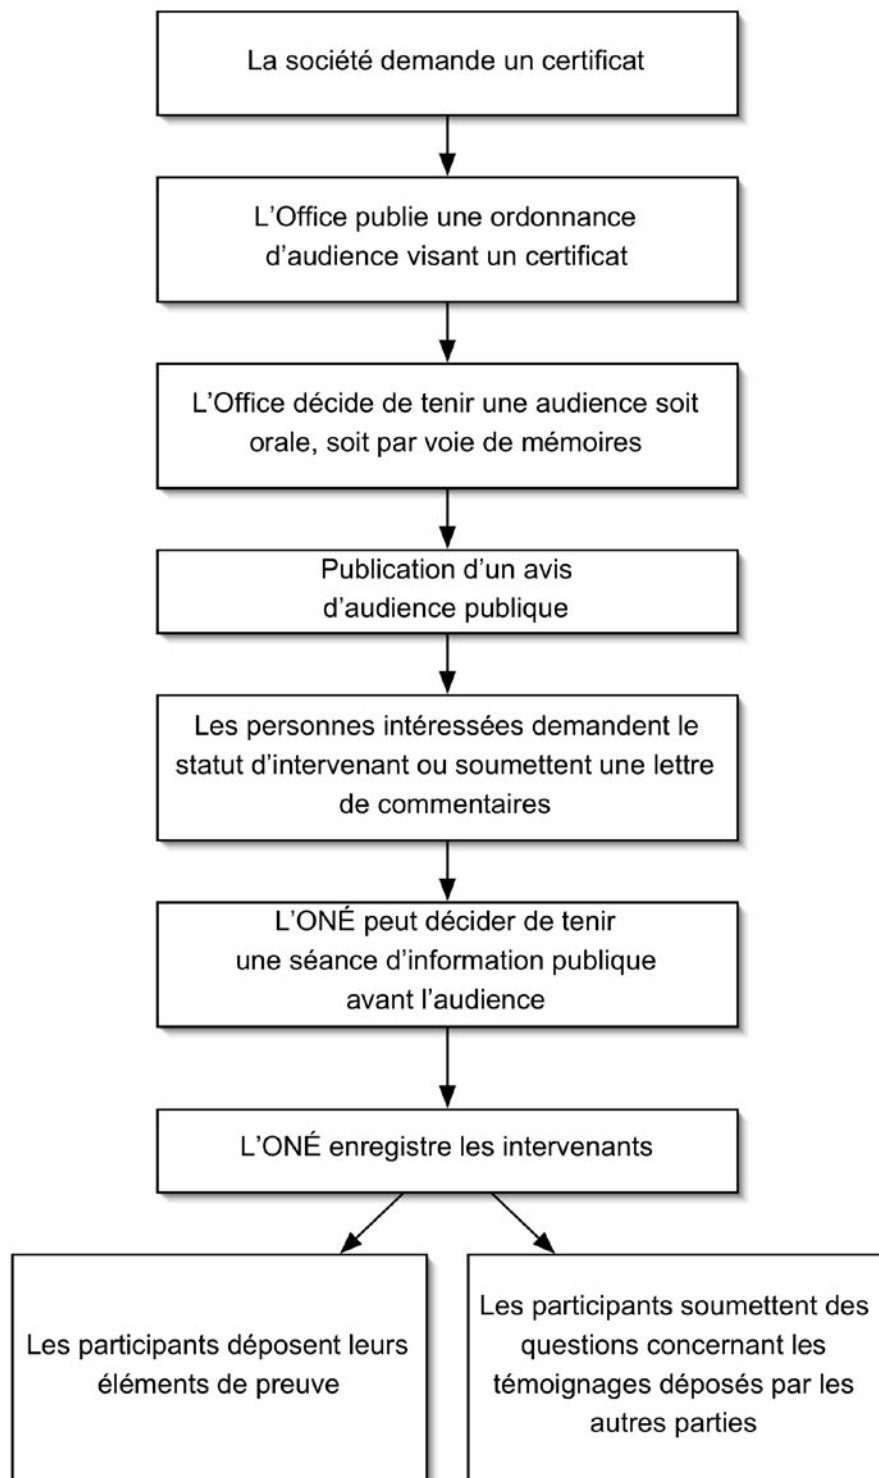 La société demande un certificat
L'Office publie une ordonnance
d'audience visant un certificat
L'Office décide de tenir une audience soit
orale, soit par voie de mémoires
Publication d'un avis
d'audience publique
Les personnes intéressées demandent le
statut d'intervenant ou soumettent une lettre
de commentaires
L'ONÉ peut décider de tenir
une séance d'information publique
avant l'audience
L'ONÉ enregistre les intervenants
Les participants déposent leurs
éléments de preuve
Les participants soumettent des
questions concernant les
témoignages déposés par les
autres parties